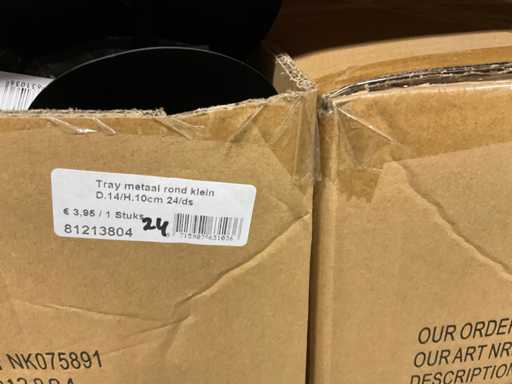 Tray metaal rond klein
D.14/H.10cm 24/ds
€ 3,95 / 1 Stuks
24
81213804
NK075891
OUR ORDE
OUR ART NR
DESCRIPTION